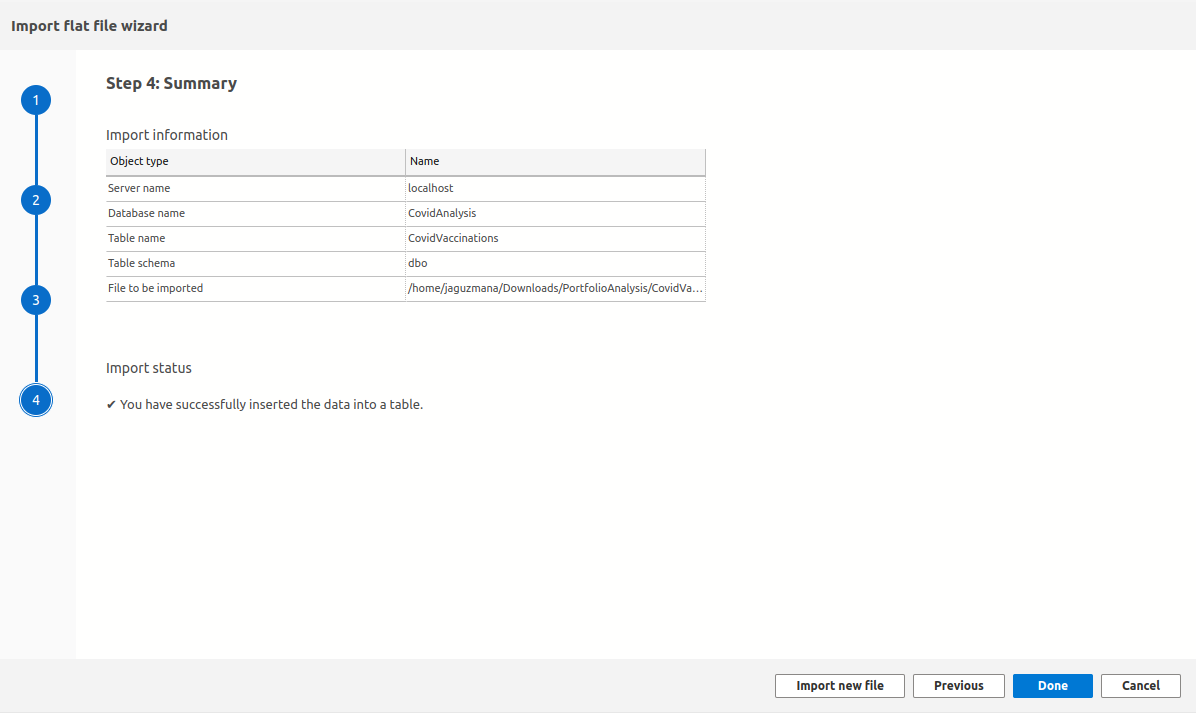 Import flat file wizard
1
2
3
4
Step 4: Summary
Import information
Object type Name
Server name localhost
Database name CovidAnalysis
Table name CovidVaccinations
Table schema dbo
File to be imported /home/jaguzmana/Downloads/PortfolioAnalysis/CovidVa...
Import status
✔ You have successfully inserted the data into a table.
Import new file Previous Done Cancel